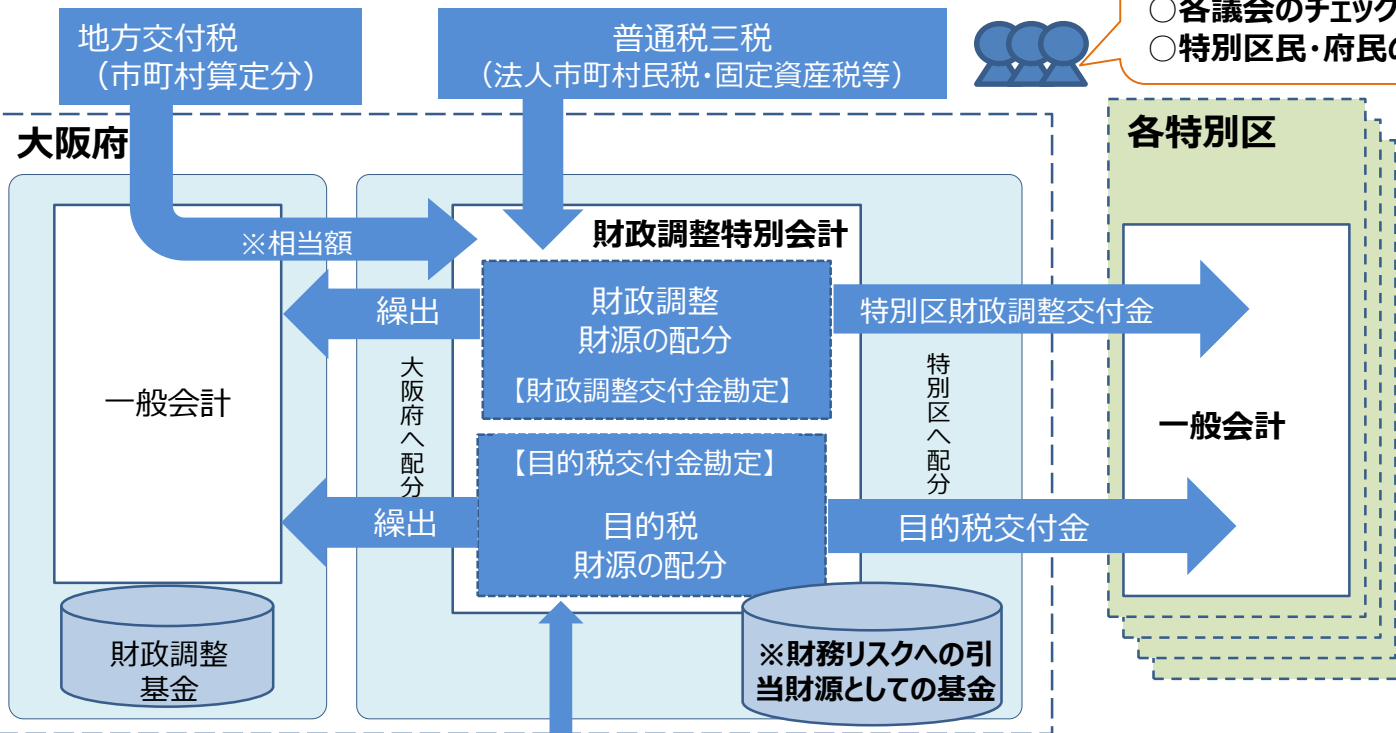 地方交付税
（市町村算定分）
普通税三税
（法人市町村民税・固定資産税等）
○各議会のチェック
○特別区民・府民の
大阪府
各特別区
※相当額
財政調整特別会計
繰出
財政調整
財源の配分
【財政調整交付金勘定】
特別区財政調整交付金
一般会計
大阪府へ配分
特別区へ配分
一般会計
【目的税交付金勘定】
繰出
目的税
財源の配分
目的税交付金
財政調整
基金
※財務リスクへの引
当財源としての基金